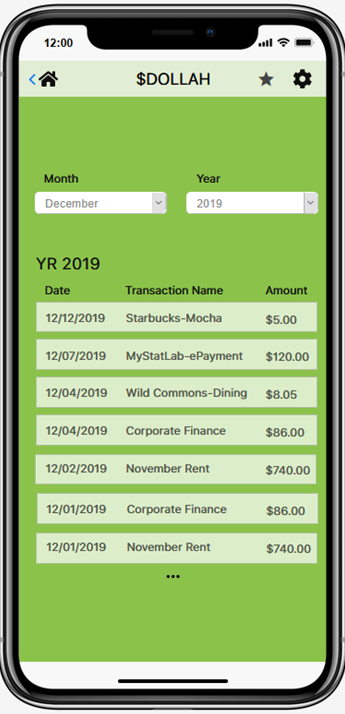 12:00
$DOLLAH
Month Year
December 2019
YR 2019
Date Transaction Name Amount
12/12/2019 Starbucks-Mocha $5.00
12/07/2019 MyStatLab-ePayment $120.00
12/04/2019 Wild Commons-Dining $8.05
12/04/2019 Corporate Finance $86.00
12/02/2019 November Rent $740.00
12/01/2019 Corporate Finance $86.00
12/01/2019 November Rent $740.00
...